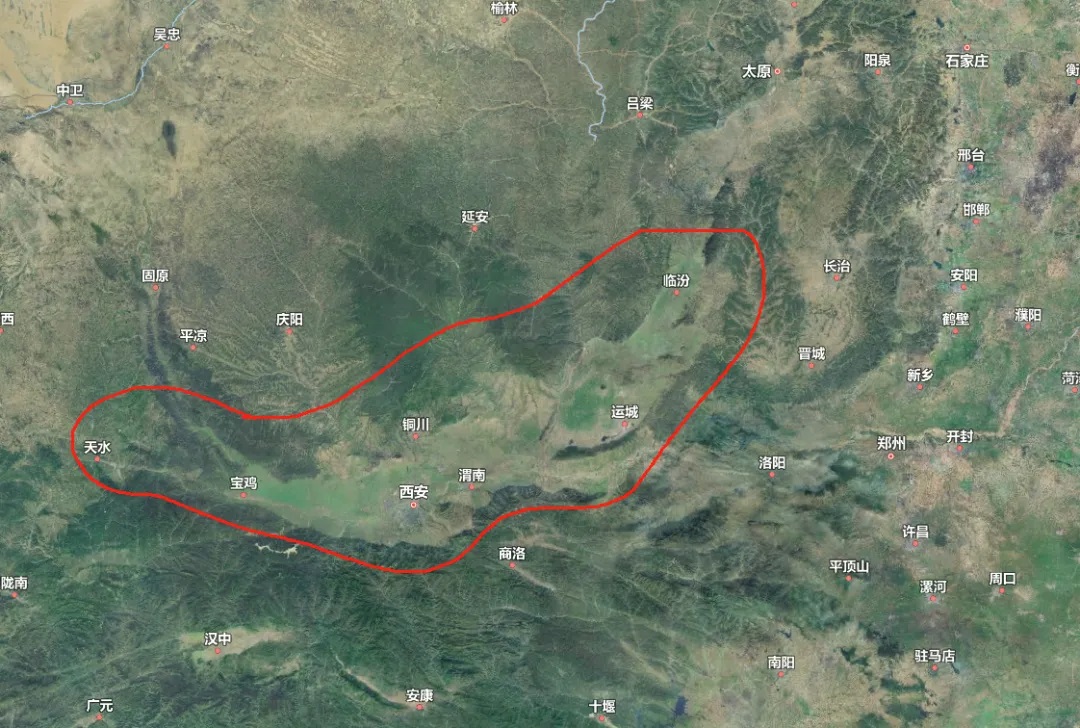 榆林
吴忠
太原
阳泉
石家庄
衡
中卫
吕梁
邢台
延安
邯郸
固原
临汾
长治
安阳
西
平凉
庆阳
鹤壁
濮阳
晋城
新乡
菏泽
铜川
运城
天水
郑州
开封
宝鸡
西安
渭南
洛阳
许昌
商洛
陇南
平顶山
漯河
周口
汉中
驻马店
南阳
广元
安康
十堰